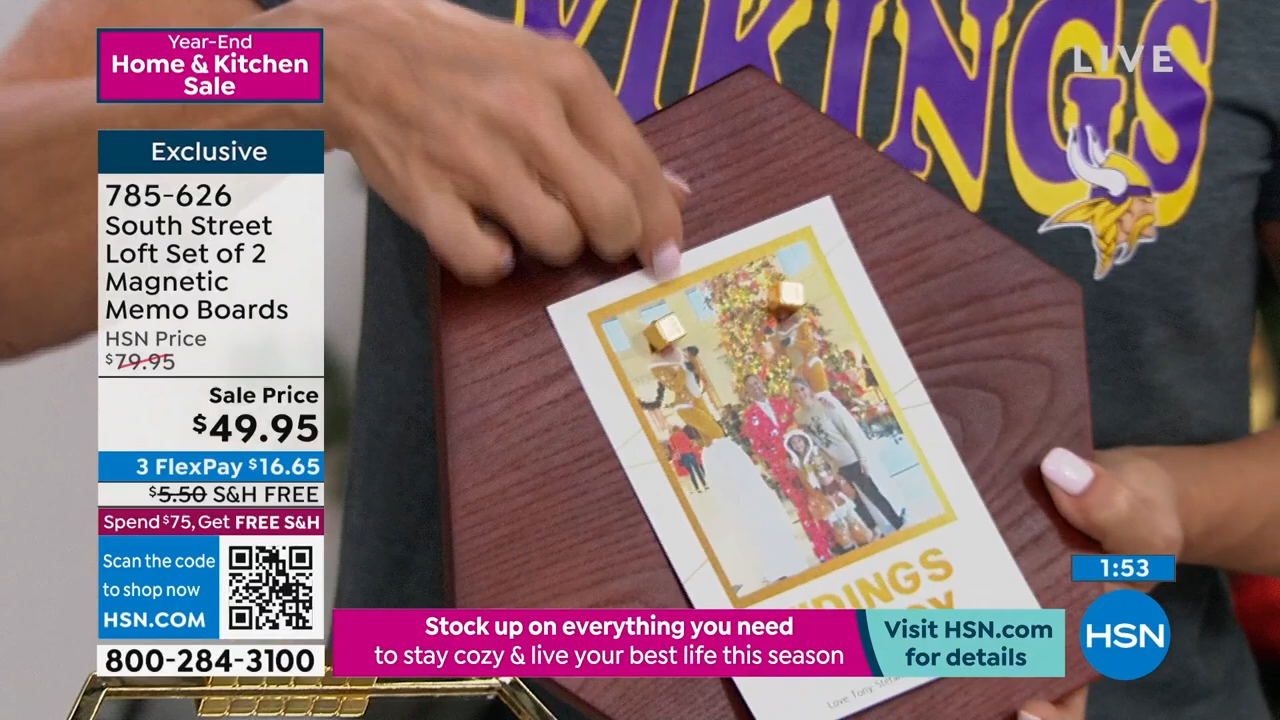 Year-End
Home & Kitchen
Sale
Exclusive
785-626
South Street
Loft Set of 2
Magnetic
Memo Boards
HSN Price
$79.95
Sale Price
$49.95
3 FlexPay $16.65
$5.50 S&H FREE
Spend $75, Get FREE S&H
Scan the code
to shop now
HSN.COM
800-284-3100
VIKINGS
LIVE
Love Tony
1:53
HSN
Stock up on everything you need
to stay cozy & live your best life this season
Visit HSN.com
for details